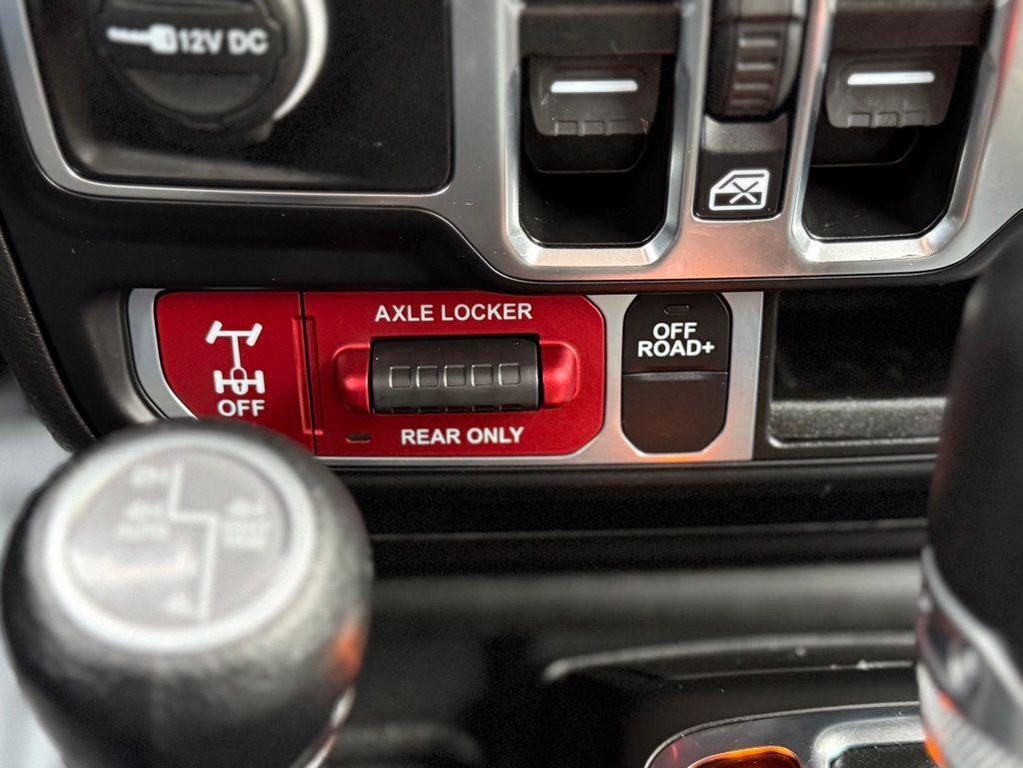 12V DC
AXLE LOCKER
OFF
ROAD+
OFF
REAR ONLY